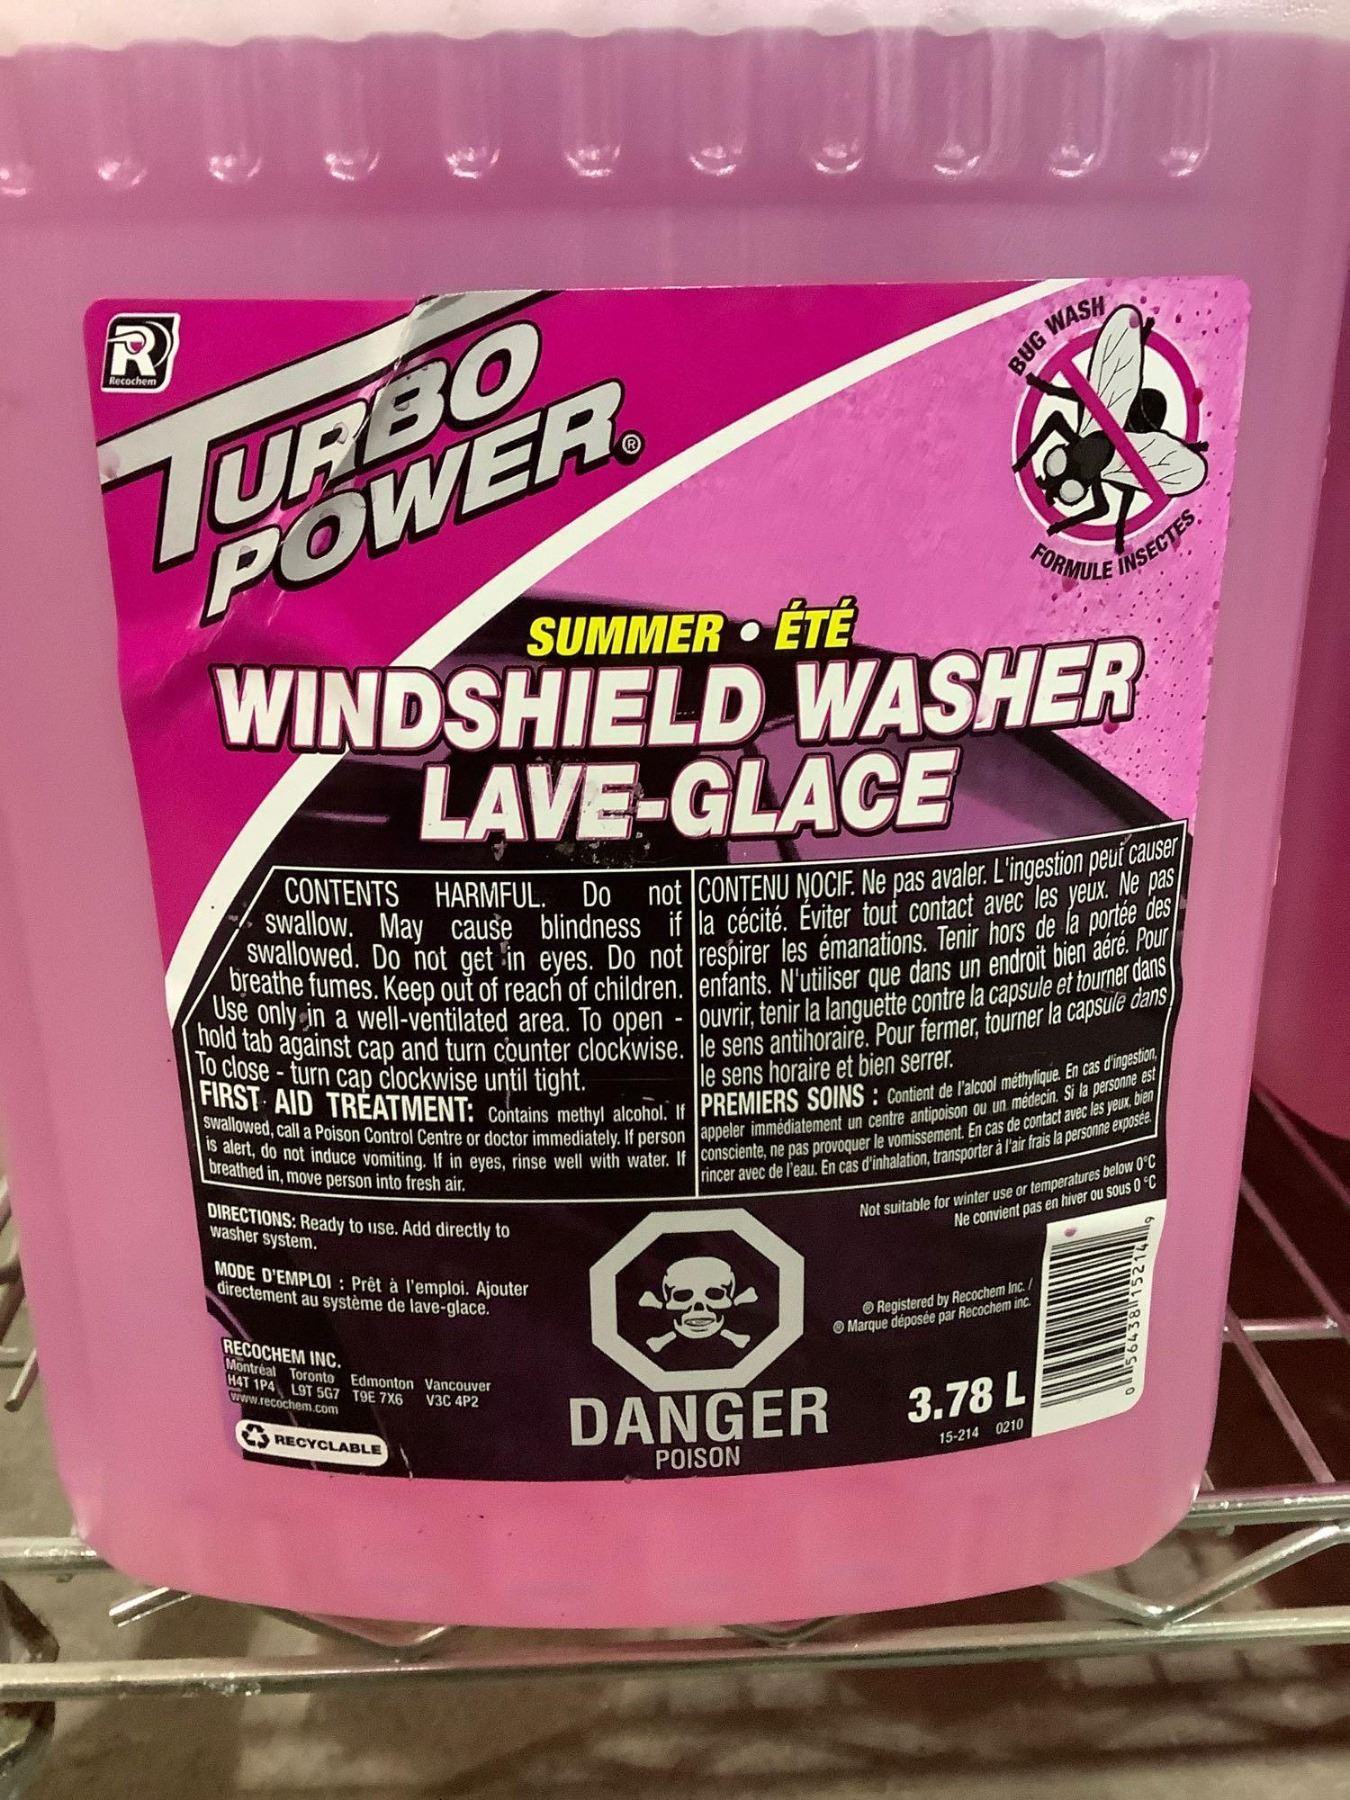 Recochem
TURBO
POWER®
BUG WASH
FORMULE INSECTES
SUMMER • ÉTÉ
WINDSHIELD WASHER
LAVE-GLACE
CONTENTS HARMFUL. Do not
swallow. May cause blindness if
swallowed. Do not get in eyes. Do not
breathe fumes. Keep out of reach of children.
Use only in a well-ventilated area. To open -
hold tab against cap and turn counter clockwise.
To close - turn cap clockwise until tight.
FIRST AID TREATMENT: Contains methyl alcohol. If
swallowed, call a Poison Control Centre or doctor immediately. If person
is alert, do not induce vomiting. If in eyes, rinse well with water. If
breathed in, move person into fresh air.
CONTENU NOCIF. Ne pas avaler. L'ingestion peut causer
la cécité. Éviter tout contact avec les yeux. Ne pas
respirer les émanations. Tenir hors de la portée des
enfants. N'utiliser que dans un endroit bien aéré. Pour
ouvrir, tenir la languette contre la capsule et tourner dans
le sens antihoraire. Pour fermer, tourner la capsule dans
le sens horaire et bien serrer.
PREMIERS SOINS : Contient de l'alcool méthylique. En cas d'ingestion,
appeler immédiatement un centre antipoison ou un médecin. Si la personne est
consciente, ne pas provoquer le vomissement. En cas de contact avec les yeux, bien
rincer avec de l'eau. En cas d'inhalation, transporter à l'air frais la personne exposée.
DIRECTIONS: Ready to use. Add directly to
washer system.
MODE D'EMPLOI : Prêt à l'emploi. Ajouter
directement au système de lave-glace.
RECOCHEM INC.
Montréal Toronto Edmonton Vancouver
H4T 1P4 L9T 5G7 T9E 7X6 V3C 4P2
www.recochem.com
RECYCLABLE
DANGER
POISON
Not suitable for winter use or temperatures below 0°C
Ne convient pas en hiver ou sous 0 °C
® Registered by Recochem Inc. /
® Marque déposée par Recochem inc.
3.78 L
15-214 0210
0 56438 15214 9